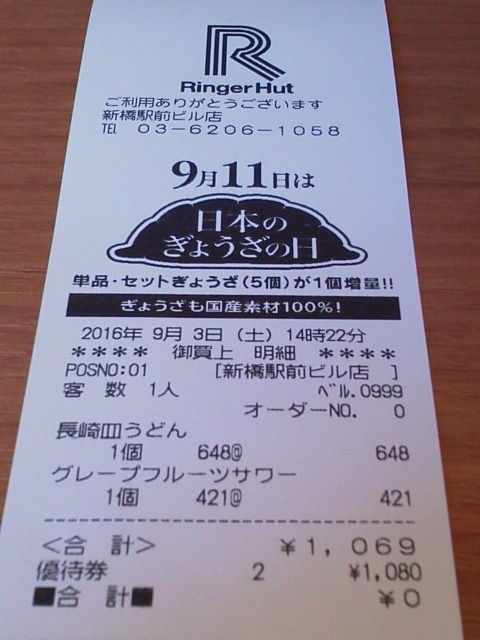 R
RingerHut
ご利用ありがとうございます
新橋駅前ビル店
TEL 03-6206-1058
9月11日は
日本の
ぎょうざの日
単品・セットぎょうざ(5個)が1個増量!!
ぎょうざも国産素材100%!
2016年 9月 3日(土) 14時22分
**** 御買上 明細 ****
POSNO:01 [新橋駅前ビル店 ]
客 数 1人 ベル.0999
オーダーNO. 0
長崎皿うどん
1個 648@ 648
グレープフルーツサワー
1個 421@ 421
<合 計> ¥1,069
優待券 2 ¥1,080
■合 計■ ¥0